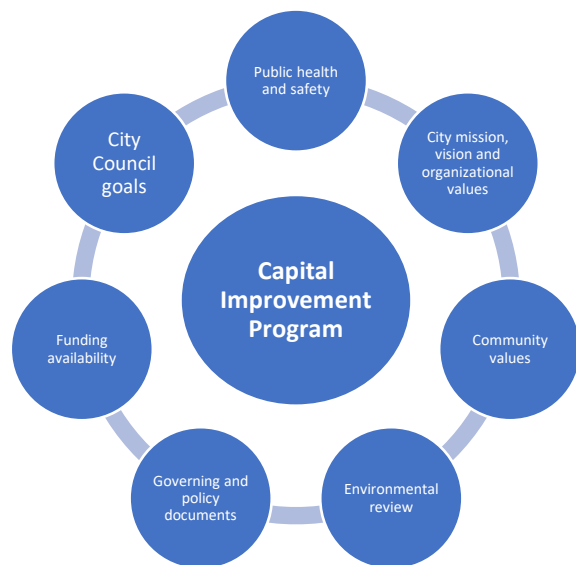 Public health
and safety
City mission,
vision and
organizational
values
Community
values
Environmental
review
Governing and
policy
documents
Funding
availability
City
Council
goals
Capital
Improvement
Program